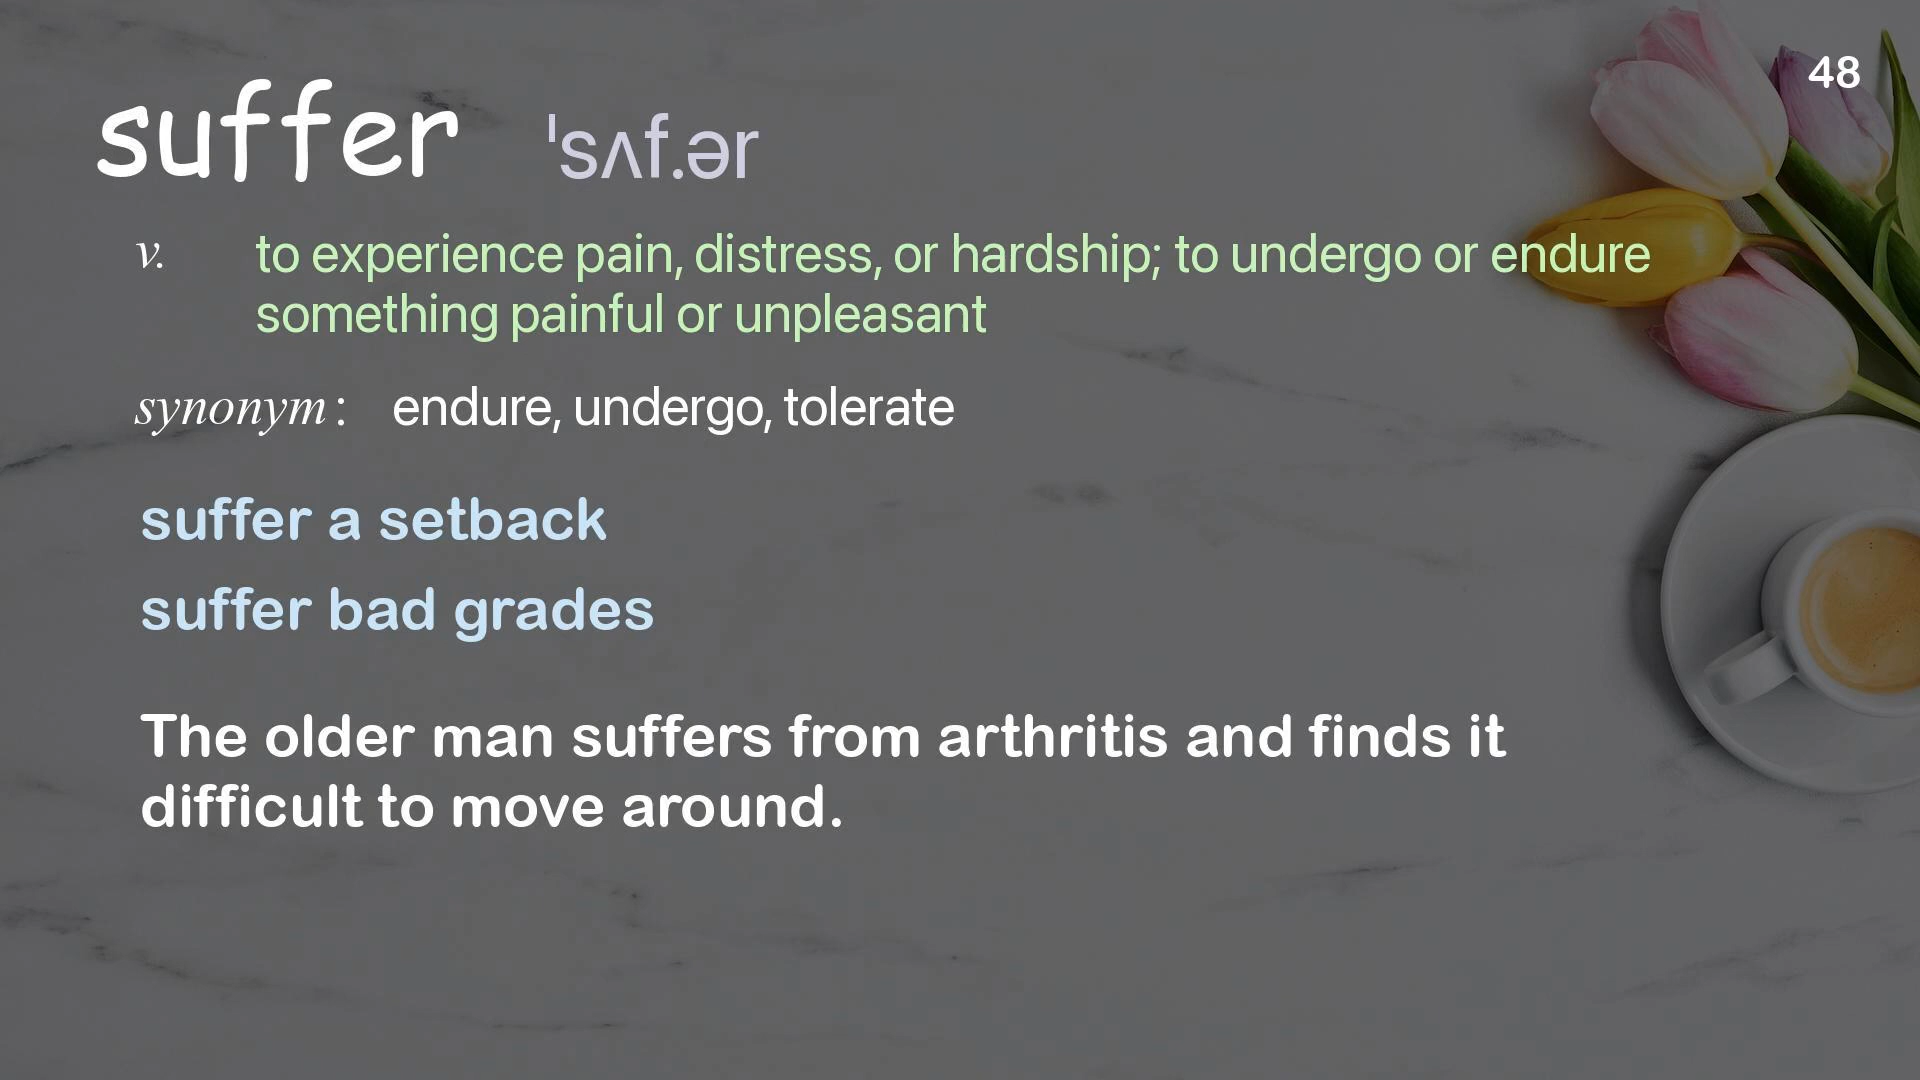 48
suffer ˈsʌf.ər
v. to experience pain, distress, or hardship; to undergo or endure
something painful or unpleasant
synonym : endure, undergo, tolerate
suffer a setback
suffer bad grades
The older man suffers from arthritis and finds it
difficult to move around.